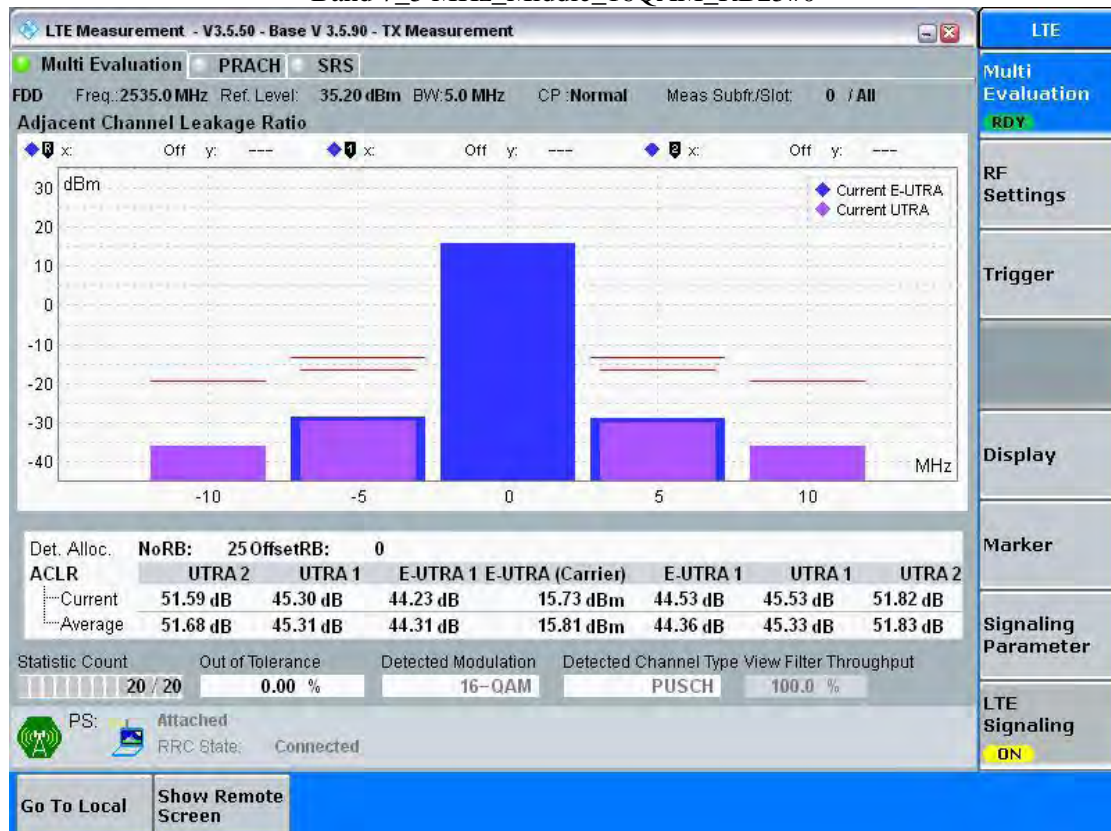 LTE Measurement - V3.5.50 - Base V 3.5.90 - TX Measurement
LTE
Multi Evaluation PRACH SRS
FDD Freq.:2535.0 MHz Ref. Level: 35.20 dBm BW:5.0 MHz CP :Normal Meas Subfr./Slot: 0 / All
Adjacent Channel Leakage Ratio
x: Off y: --- 1 x: Off y: --- 2 x: Off y: ---
dBm
Current E-UTRA
Current UTRA
30
20
10
0
-10
-20
-30
-40
MHz
-10 -5 0 5 10
Det. Alloc. NoRB: 25 OffsetRB: 0
ACLR UTRA 2 UTRA 1 E-UTRA 1 E-UTRA (Carrier) E-UTRA 1 UTRA 1 UTRA 2
Current 51.59 dB 45.30 dB 44.23 dB 15.73 dBm 44.53 dB 45.53 dB 51.82 dB
Average 51.68 dB 45.31 dB 44.31 dB 15.81 dBm 44.36 dB 45.33 dB 51.83 dB
Statistic Count Out of Tolerance Detected Modulation Detected Channel Type View Filter Throughput
20 / 20 0.00 % 16-QAM PUSCH 100.0 %
PS: Attached
RRC State: Connected
Go To Local
Show Remote
Screen
Multi
Evaluation
RDY
RF
Settings
Trigger
Display
Marker
Signaling
Parameter
LTE
Signaling
ON